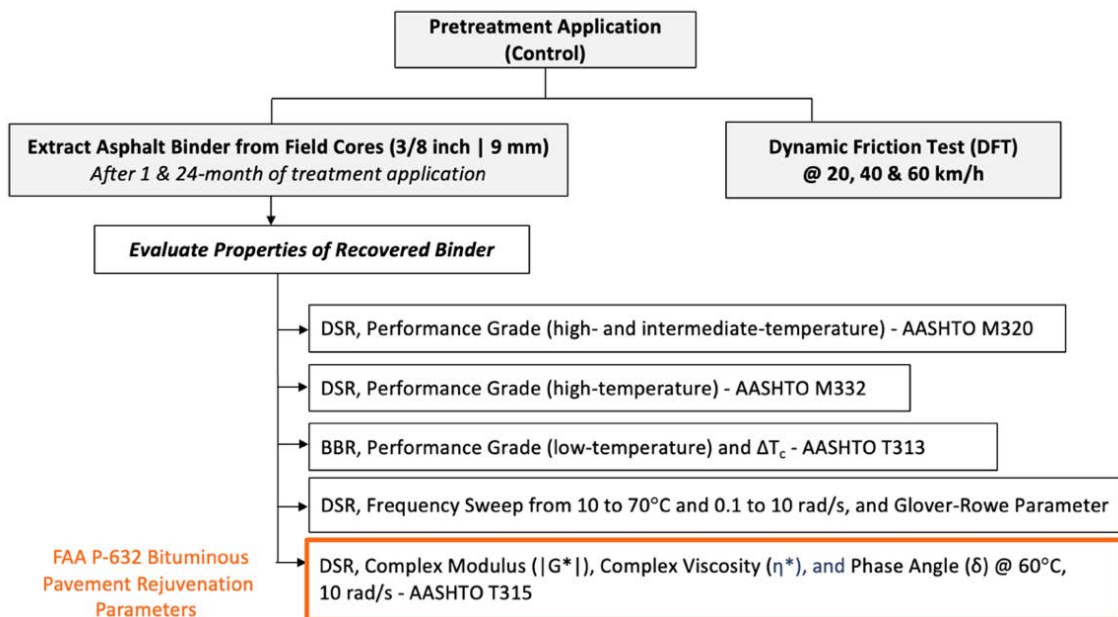 Pretreatment Application
(Control)
Extract Asphalt Binder from Field Cores (3/8 inch | 9 mm)
After 1 & 24-month of treatment application
Dynamic Friction Test (DFT)
@ 20, 40 & 60 km/h
Evaluate Properties of Recovered Binder
DSR, Performance Grade (high- and intermediate-temperature) - AASHTO M320
DSR, Performance Grade (high-temperature) - AASHTO M332
BBR, Performance Grade (low-temperature) and ΔTc - AASHTO T313
DSR, Frequency Sweep from 10 to 70°C and 0.1 to 10 rad/s, and Glover-Rowe Parameter
FAA P-632 Bituminous
Pavement Rejuvenation
Parameters
DSR, Complex Modulus (|G*|), Complex Viscosity (η*), and Phase Angle (δ) @ 60°C,
10 rad/s - AASHTO T315